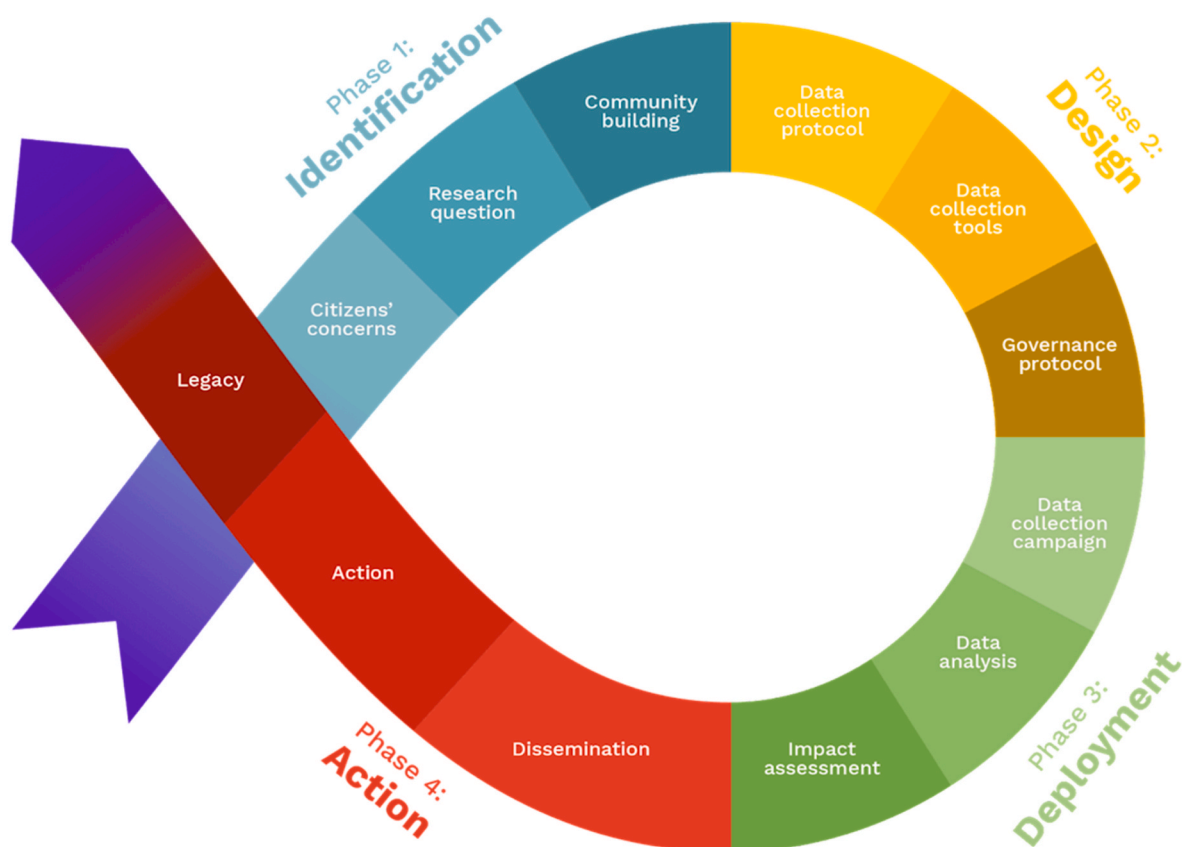 Phase 1:
Identification
Citizens’
concerns
Research
question
Community
building
Phase 2:
Design
Data
collection
protocol
Data
collection
tools
Governance
protocol
Phase 3:
Deployment
Data
collection
campaign
Data
analysis
Impact
assessment
Phase 4:
Action
Dissemination
Action
Legacy